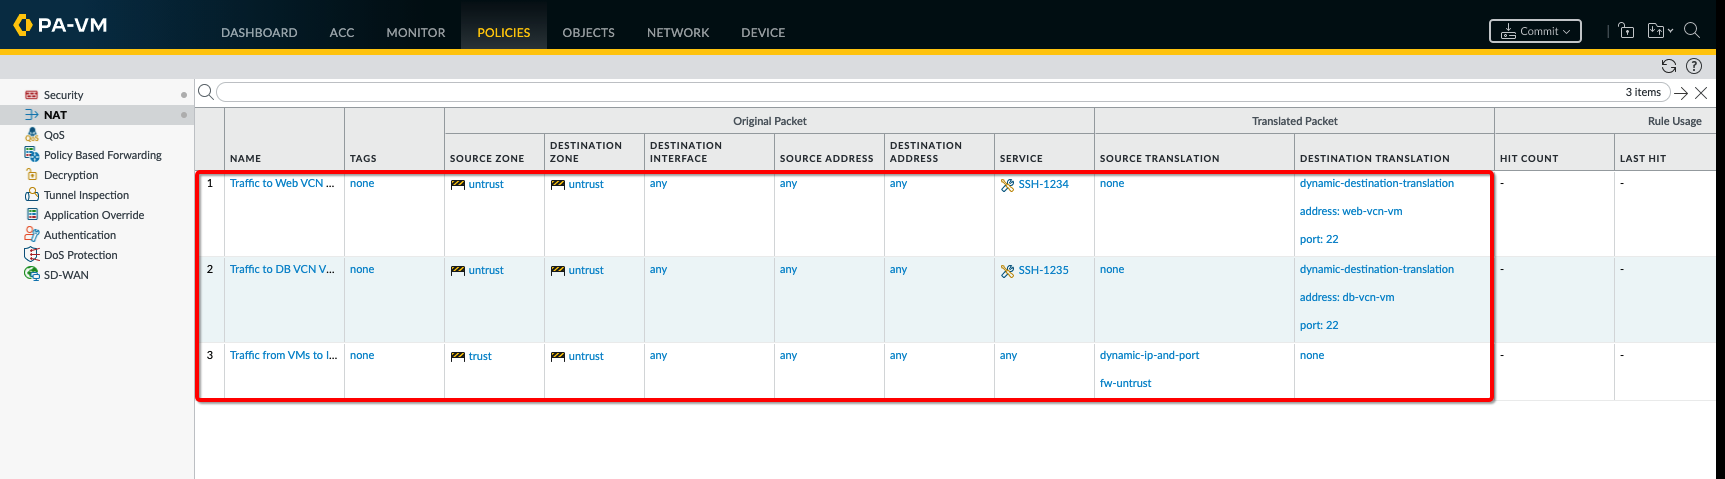 PA-VM
DASHBOARD ACC MONITOR POLICIES OBJECTS NETWORK DEVICE Commit
Security
NAT
QoS
Policy Based Forwarding
Decryption
Tunnel Inspection
Application Override
Authentication
DoS Protection
SD-WAN
3 items
Original Packet Translated Packet Rule Usage
NAME TAGS SOURCE ZONE DESTINATION ZONE DESTINATION INTERFACE SOURCE ADDRESS DESTINATION ADDRESS SERVICE SOURCE TRANSLATION DESTINATION TRANSLATION HIT COUNT LAST HIT
1 Traffic to Web VCN ... none untrust untrust any any any SSH-1234 none dynamic-destination-translation - -
address: web-vcn-vm
port: 22
2 Traffic to DB VCN V... none untrust untrust any any any SSH-1235 none dynamic-destination-translation - -
address: db-vcn-vm
port: 22
3 Traffic from VMs to I... none trust untrust any any any any dynamic-ip-and-port none - -
fw-untrust